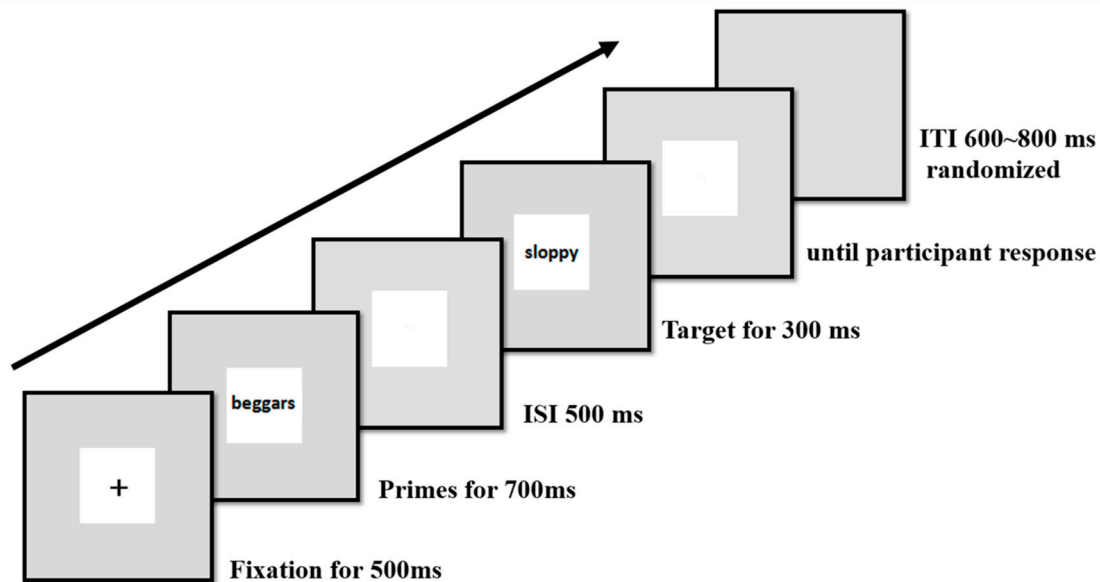 ITI 600~800 ms
randomized
until participant response
sloppy
Target for 300 ms
ISI 500 ms
beggars
Primes for 700ms
+
Fixation for 500ms